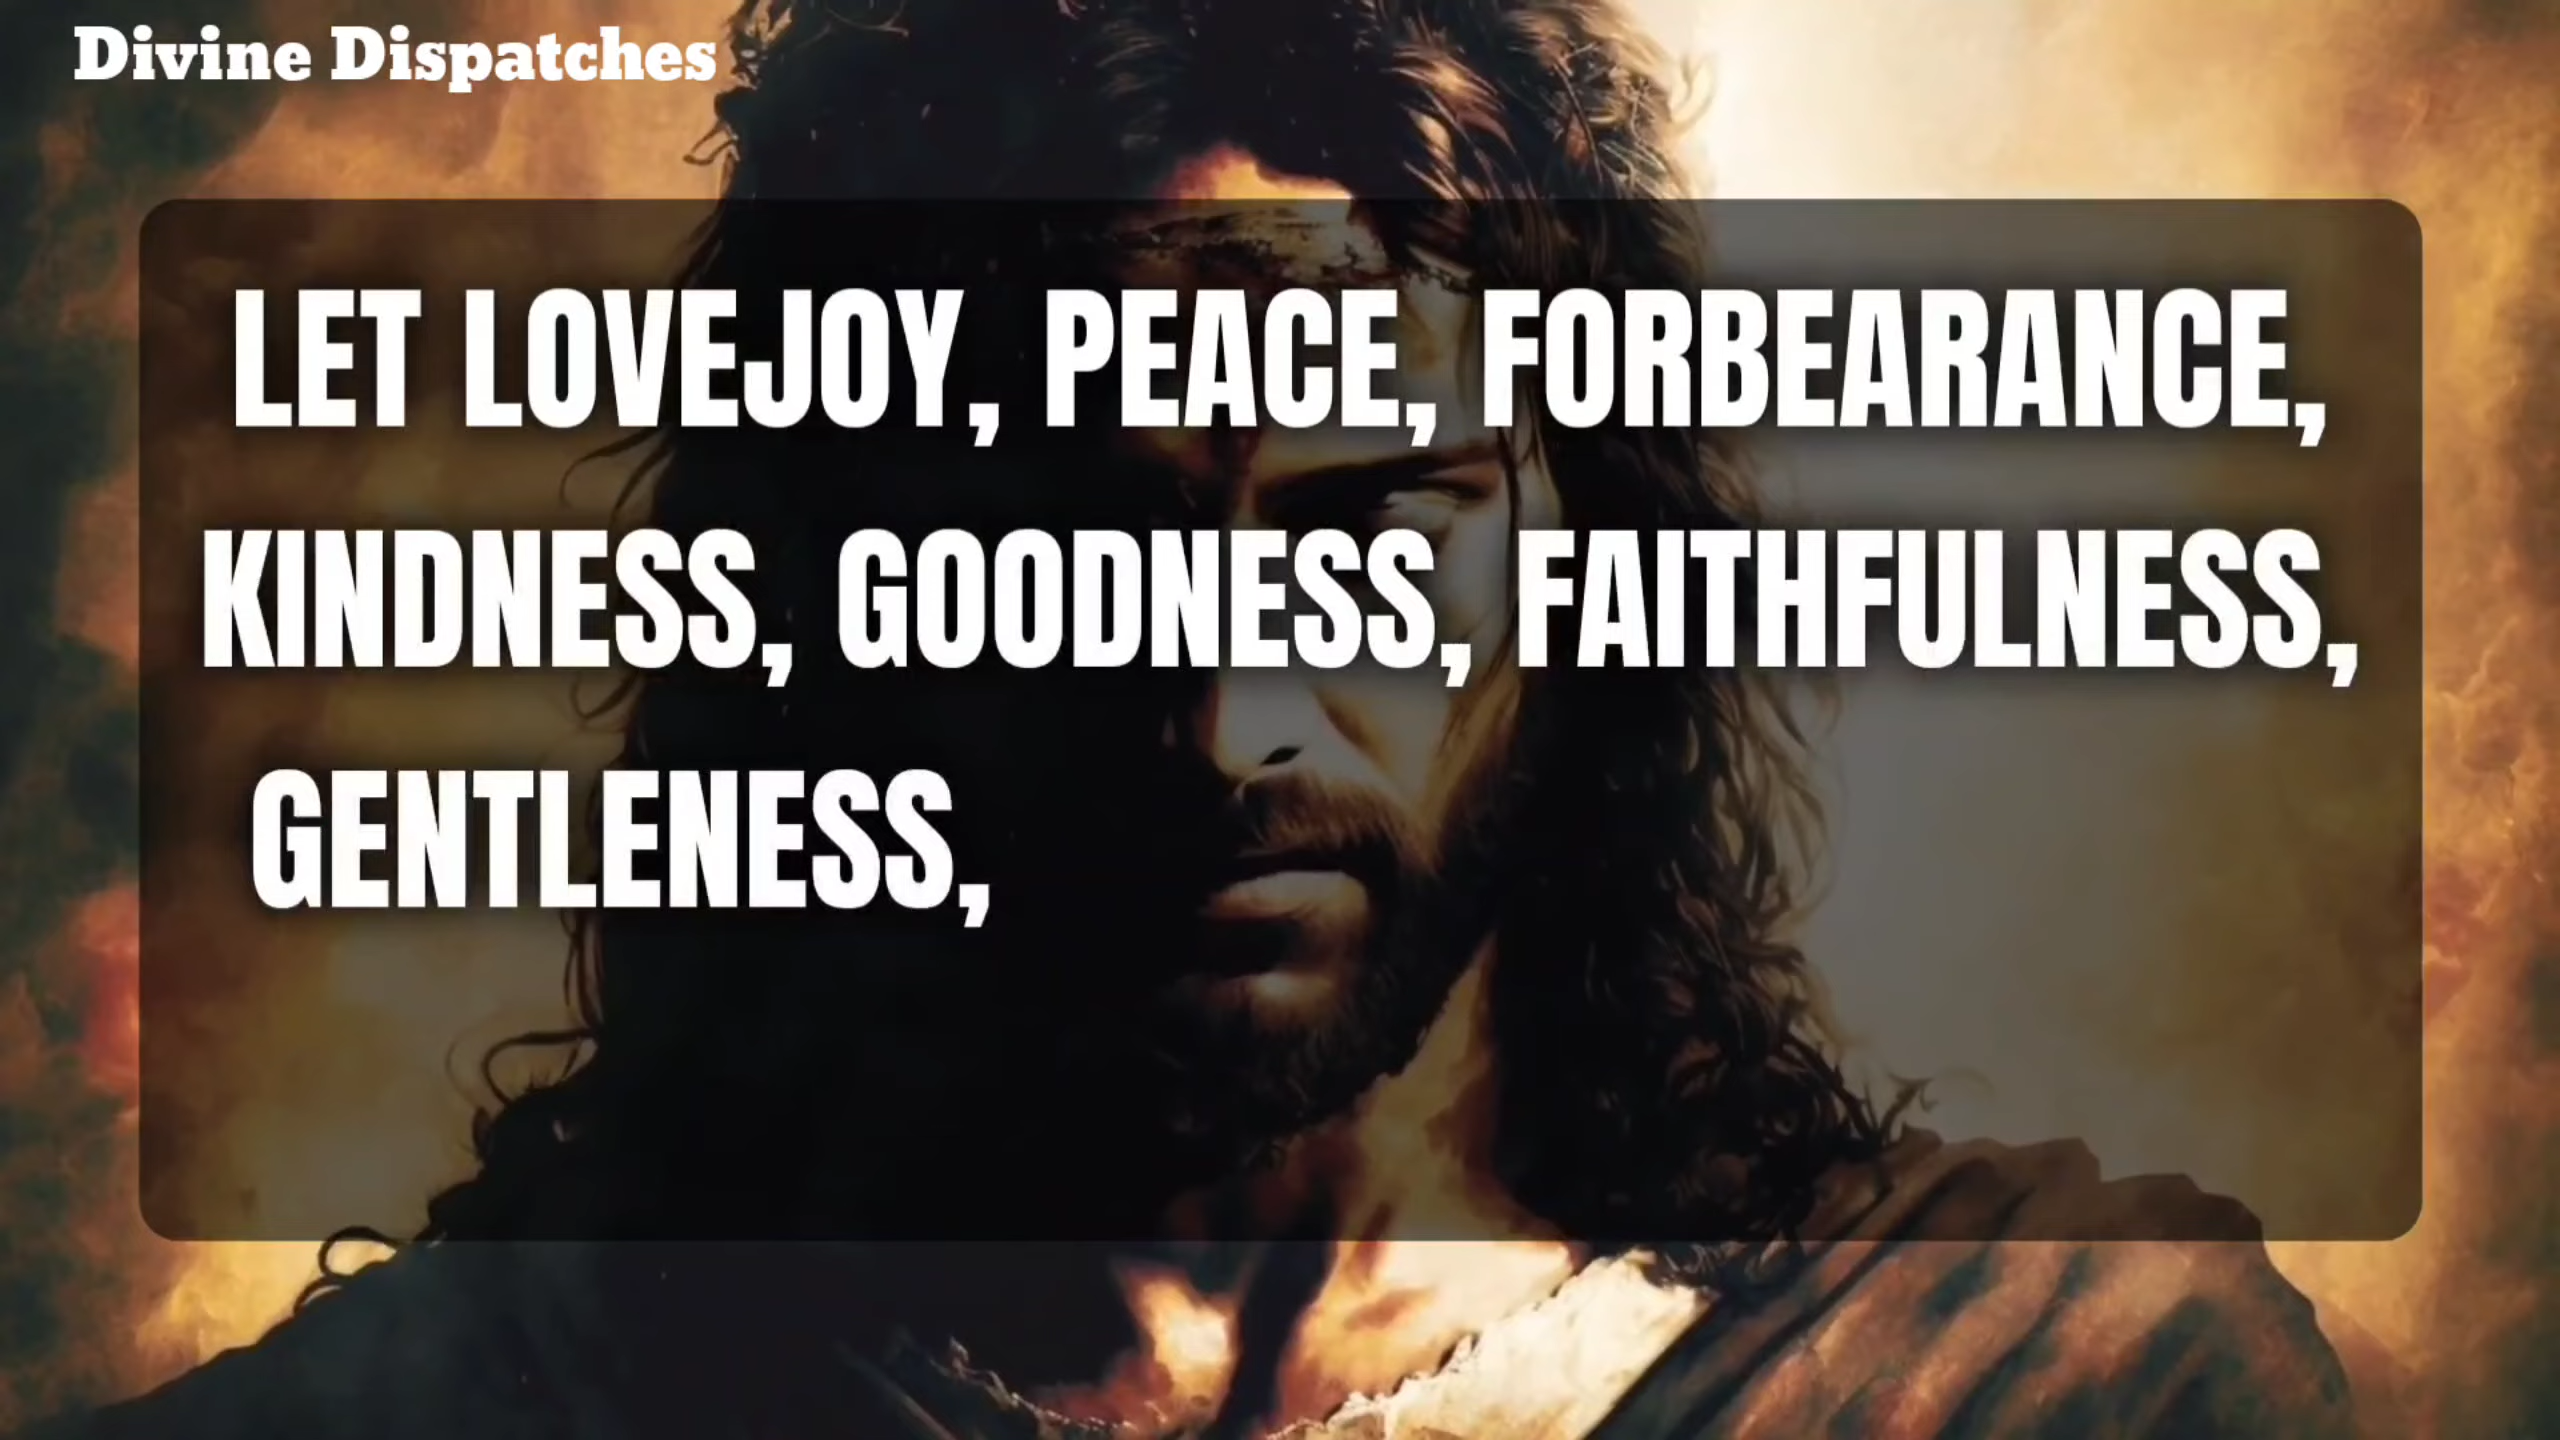 Divine Dispatches
LET LOVEJOY, PEACE, FORBEARANCE,
KINDNESS, GOODNESS, FAITHFULNESS,
GENTLENESS,